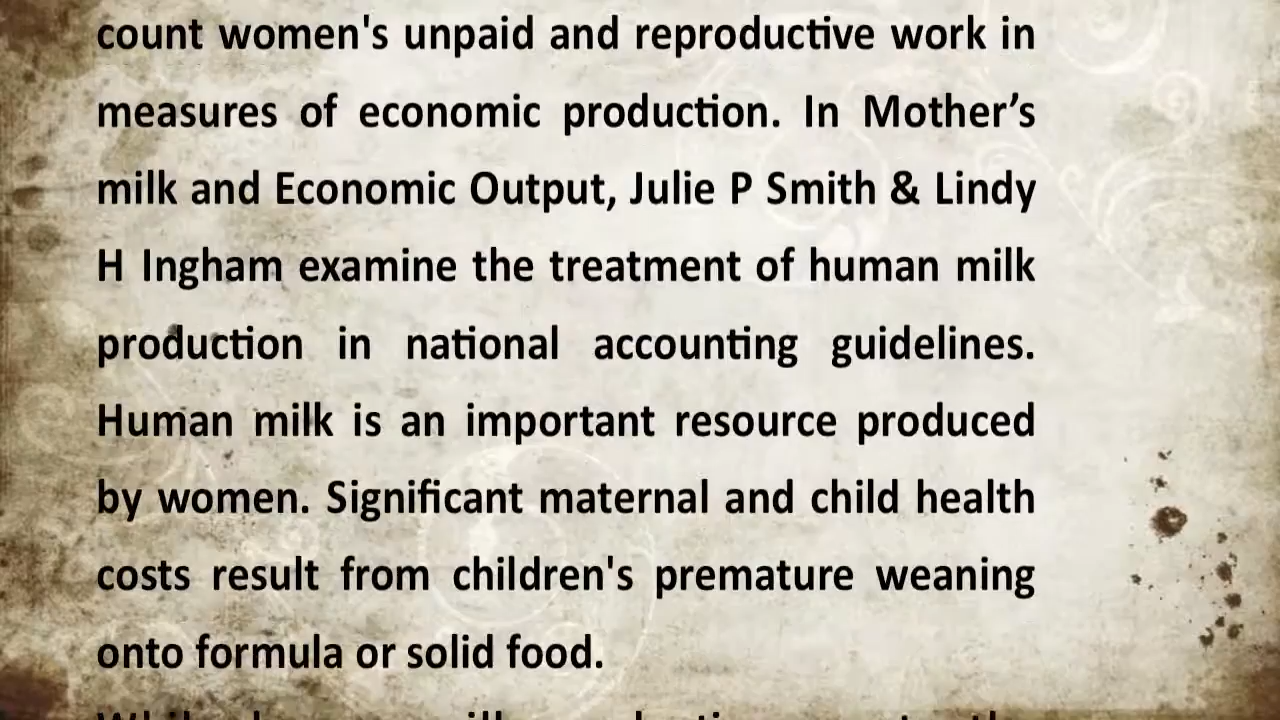 count women's unpaid and reproductive work in
measures of economic production. In Mother’s
milk and Economic Output, Julie P Smith & Lindy
H Ingham examine the treatment of human milk
production in national accounting guidelines.
Human milk is an important resource produced
by women. Significant maternal and child health
costs result from children's premature weaning
onto formula or solid food.